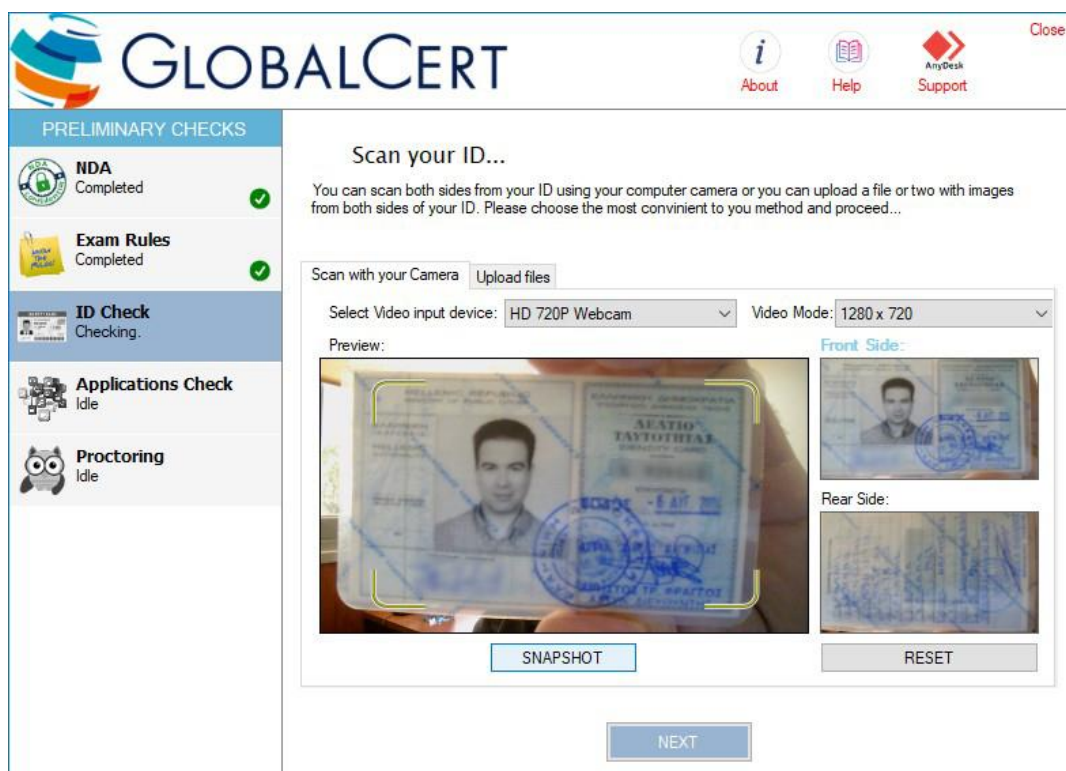 GLOBALCERT
About
Help
AnyDesk
Support
Close
PRELIMINARY CHECKS
NDA
Completed
Exam Rules
Completed
ID Check
Checking.
Applications Check
Idle
Proctoring
Idle
Scan your ID...
You can scan both sides from your ID using your computer camera or you can upload a file or two with images
from both sides of your ID. Please choose the most convinient to you method and proceed...
Scan with your Camera
Upload files
Select Video input device: HD 720P Webcam
Video Mode: 1280 x 720
Preview:
HELLENIC REPUBLIC
ΕΛΛΗΝΙΚΗ ΔΗΜΟΚΡΑΤΙΑ
ΔΕΛΤΙΟ
ΤΑΥΤΟΤΗΤΑΣ
IDENTITY CARD
Front Side:
Rear Side:
SNAPSHOT
RESET
NEXT